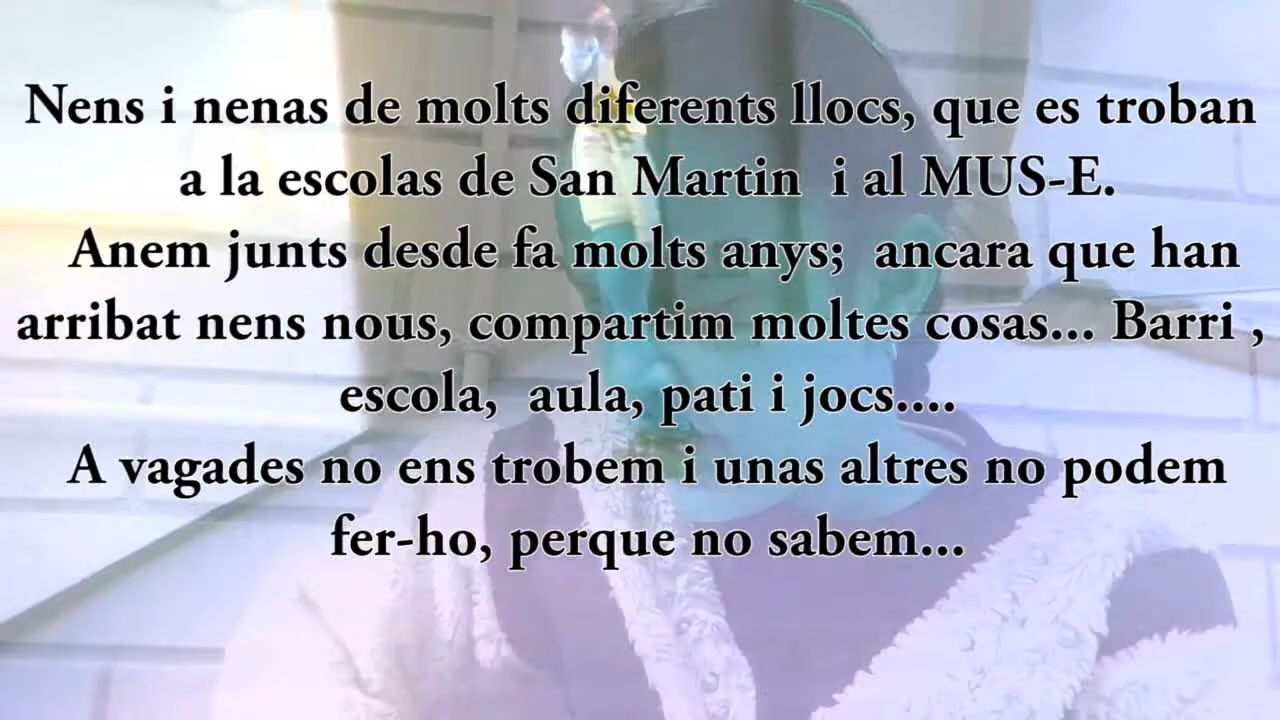 Nens i nenas de molts diferents llocs, que es troban
a la escolas de San Martin i al MUS-E.
Anem junts desde fa molts anys; ancara que han
arribat nens nous, compartim moltes cosas... Barri ,
escola, aula, pati i jocs....
A vagades no ens trobem i unas altres no podem
fer-ho, perque no sabem...